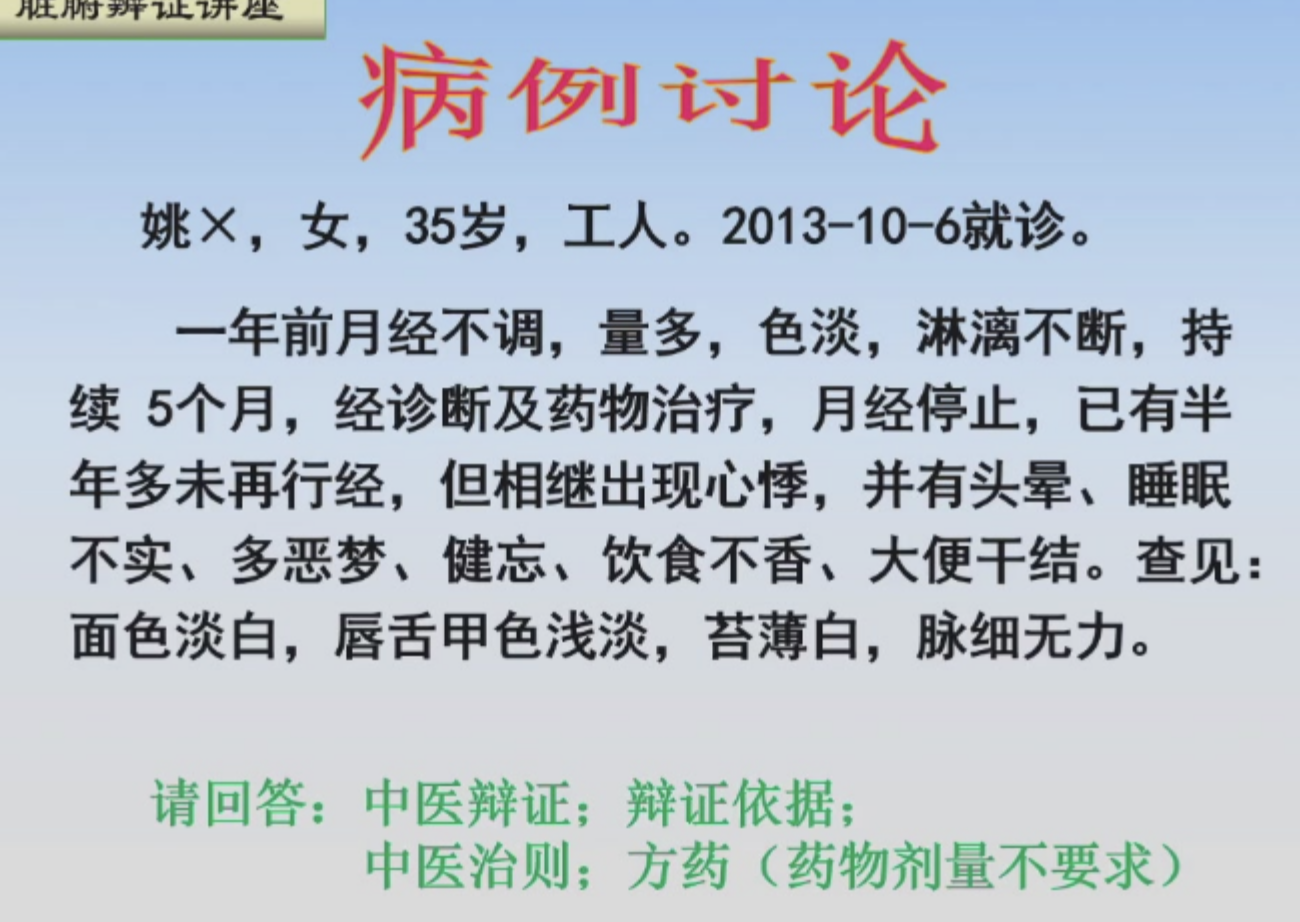 脏腑辨证讲座
病例讨论
姚×，女，35岁，工人。2013-10-6就诊。
一年前月经不调，量多，色淡，淋漓不断，持
续 5个月，经诊断及药物治疗，月经停止，已有半
年多未再行经，但相继出现心悸，并有头晕、睡眠
不实、多恶梦、健忘、饮食不香、大便干结。查见：
面色淡白，唇舌甲色浅淡，苔薄白，脉细无力。
请回答：中医辩证；辩证依据；
中医治则；方药（药物剂量不要求）